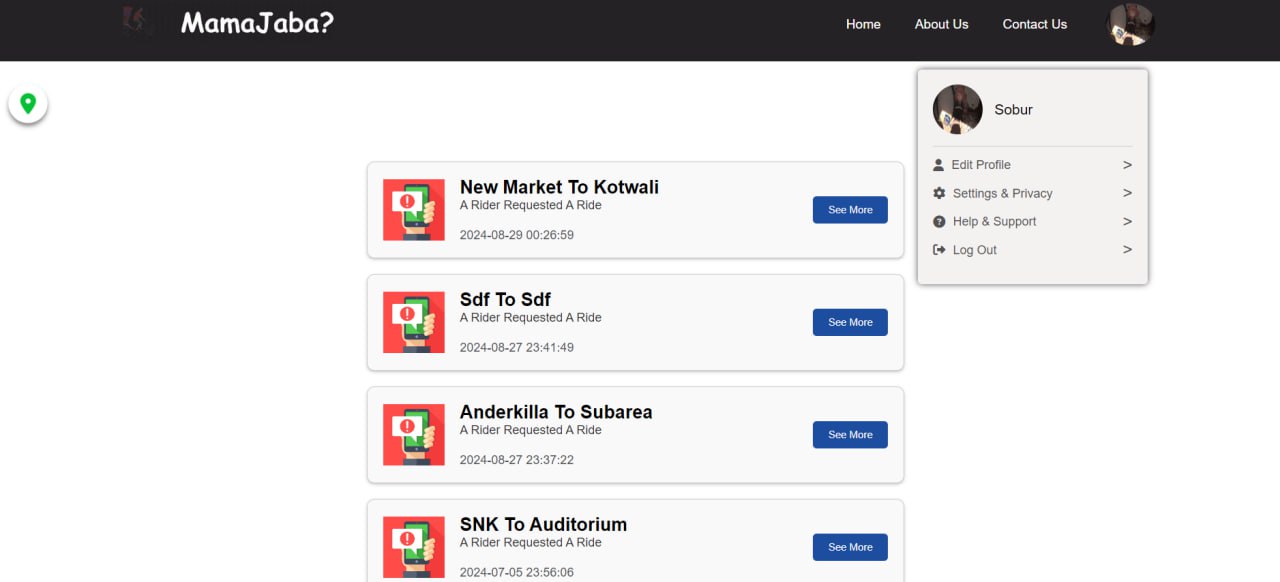 MamaJaba?
Home
About Us
Contact Us
Sobur
Edit Profile >
Settings & Privacy >
Help & Support >
Log Out >
New Market To Kotwali
A Rider Requested A Ride
See More
2024-08-29 00:26:59
Sdf To Sdf
A Rider Requested A Ride
See More
2024-08-27 23:41:49
Anderkilla To Subarea
A Rider Requested A Ride
See More
2024-08-27 23:37:22
SNK To Auditorium
A Rider Requested A Ride
See More
2024-07-05 23:56:06